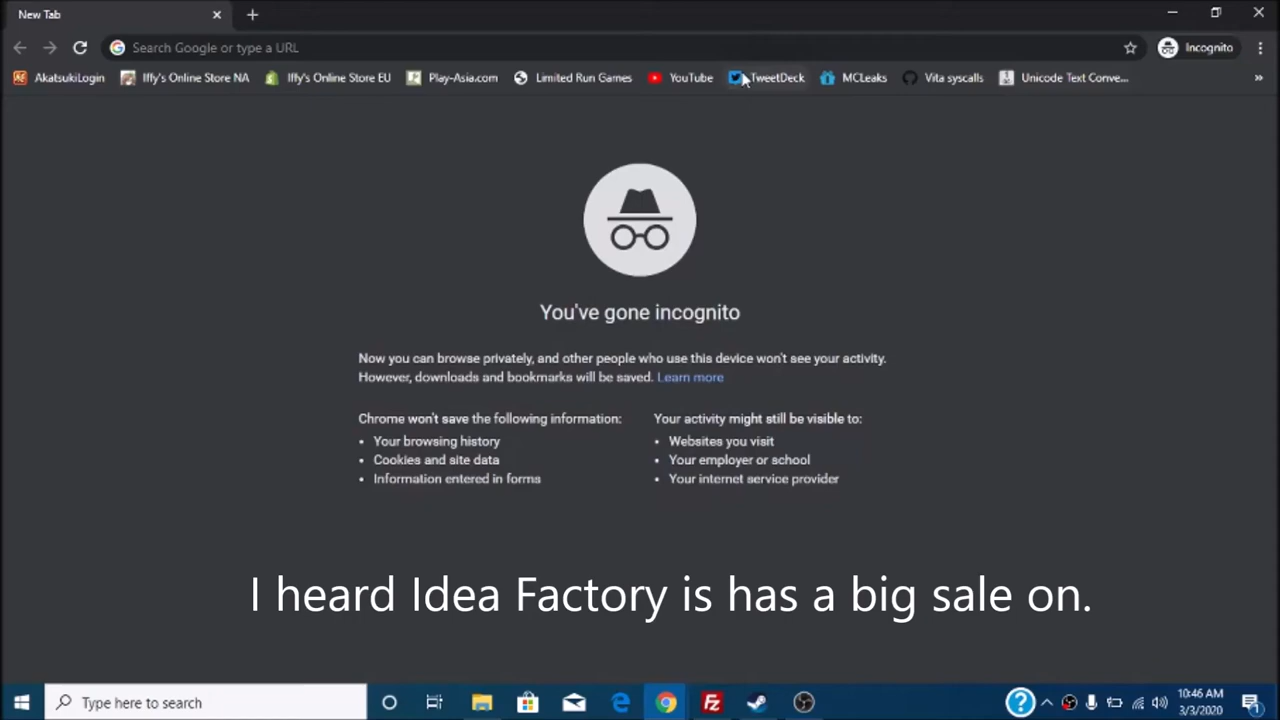 New Tab
Search Google or type a URL
Incognito
AkatsukiLogin Iffy's Online Store NA Iffy's Online Store EU Play-Asia.com Limited Run Games YouTube TweetDeck MCLeaks Vita syscalls Unicode Text Conve... »
You've gone incognito
Now you can browse privately, and other people who use this device won't see your activity.
However, downloads and bookmarks will be saved. Learn more
Chrome won't save the following information:
• Your browsing history
• Cookies and site data
• Information entered in forms
Your activity might still be visible to:
• Websites you visit
• Your employer or school
• Your internet service provider
I heard Idea Factory is has a big sale on.
Type here to search
10:46 AM
3/3/2020
1